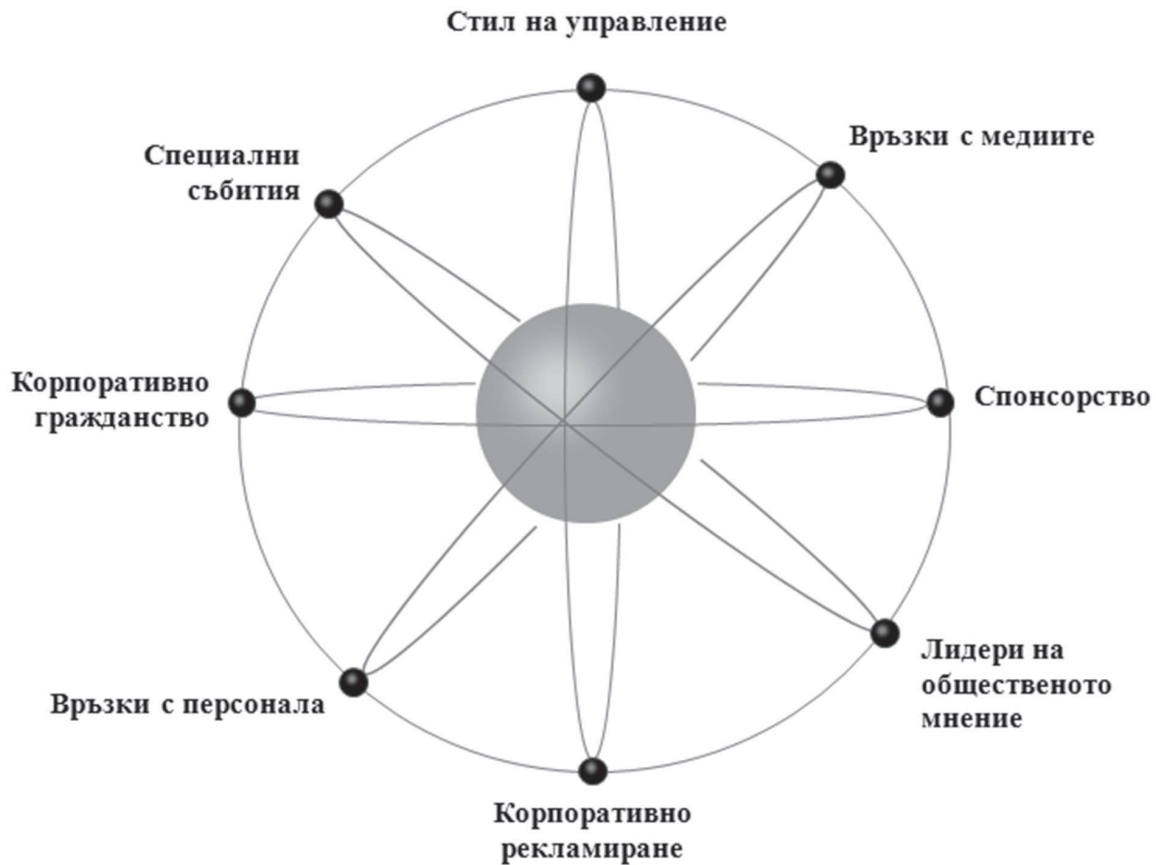 Стил на управление
Връзки с медиите
Специални
събития
Корпоративно
гражданство
Спонсорство
Лидери на
общественото
мнение
Връзки с персонала
Корпоративно
рекламиране